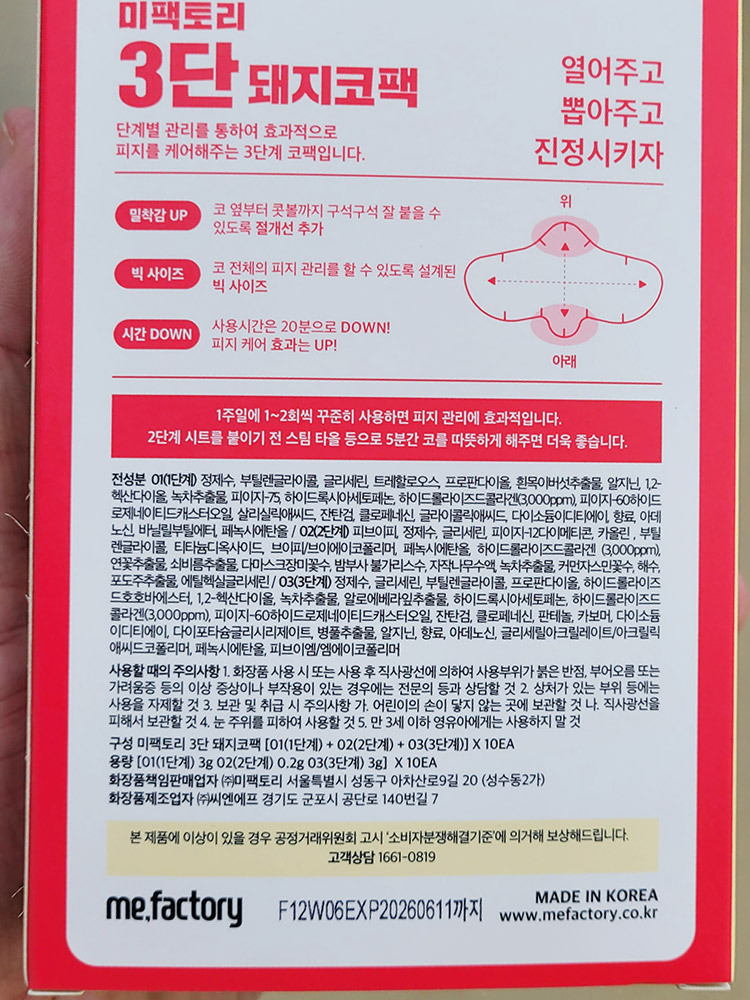 미팩토리
3단 돼지코팩
단계별 관리를 통하여 효과적으로
피지를 케어해주는 3단계 코팩입니다.
열어주고
뽑아주고
진정시키자
밀착감 UP
코 옆부터 콧볼까지 구석구석 잘 붙을 수
있도록 절개선 추가
빅 사이즈
코 전체의 피지 관리를 할 수 있도록 설계된
빅 사이즈
시간 DOWN
사용시간은 20분으로 DOWN!
피지 케어 효과는 UP!
위
아래
1주일에 1~2회씩 꾸준히 사용하면 피지 관리에 효과적입니다.
2단계 시트를 붙이기 전 스팀 타올 등으로 5분간 코를 따뜻하게 해주면 더욱 좋습니다.
전성분 01(1단계) 정제수, 부틸렌글라이콜, 글리세린, 트레할로오스, 프로판다이올, 흰목이버섯추출물, 알지닌, 1,2-
헥산다이올, 녹차추출물, 피이지-75, 하이드록시아세토페논, 하이드롤라이즈드콜라겐(3,000ppm), 피이지-60하이드
로제네이티드캐스터오일, 살리실릭애씨드, 잔탄검, 클로페네신, 글라이콜릭애씨드, 다이소듐이디티에이, 향료, 아데
노신, 바닐릴부틸에터, 페녹시에탄올 / 02(2단계) 피브이피, 정제수, 글리세린, 피이지-12다이메티콘, 카올린, 부틸
렌글라이콜, 티타늄디옥사이드, 브이피/브이에이코폴리머, 페녹시에탄올, 하이드롤라이즈드콜라겐 (3,000ppm),
연꽃추출물, 쇠비름추출물, 다마스크장미꽃수, 밤부사 불가리스수, 자작나무수액, 녹차추출물, 커먼자스민꽃수, 해수,
포도주추출물, 에틸헥실글리세린 / 03(3단계) 정제수, 글리세린, 부틸렌글라이콜, 프로판다이올, 하이드롤라이즈
드호호바에스터, 1,2-헥산다이올, 녹차추출물, 알로에베라잎추출물, 하이드록시아세토페논, 하이드롤라이즈드
콜라겐(3,000ppm), 피이지-60하이드로제네이티드캐스터오일, 잔탄검, 클로페네신, 판테놀, 카보머, 다이소듐
이디티에이, 다이포타슘글리시리제이트, 병풀추출물, 알지닌, 향료, 아데노신, 글리세릴아크릴레이트/아크릴릭
애씨드코폴리머, 페녹시에탄올, 피브이엠/엠에이코폴리머
사용할 때의 주의사항 1. 화장품 사용 시 또는 사용 후 직사광선에 의하여 사용부위가 붉은 반점, 부어오름 또는
가려움증 등의 이상 증상이나 부작용이 있는 경우에는 전문의 등과 상담할 것 2. 상처가 있는 부위 등에는
사용을 자제할 것 3. 보관 및 취급 시 주의사항 가. 어린이의 손이 닿지 않는 곳에 보관할 것 나. 직사광선을
피해서 보관할 것 4. 눈 주위를 피하여 사용할 것 5. 만 3세 이하 영유아에게는 사용하지 말 것
구성 미팩토리 3단 돼지코팩 [01(1단계) + 02(2단계) + 03(3단계)] X 10EA
용량 [01(1단계) 3g 02(2단계) 0.2g 03(3단계) 3g] X 10EA
화장품책임판매업자 ㈜미팩토리 서울특별시 성동구 아차산로9길 20 (성수동2가)
화장품제조업자 ㈜씨엔에프 경기도 군포시 공단로 140번길 7
본 제품에 이상이 있을 경우 공정거래위원회 고시 '소비자분쟁해결기준'에 의거해 보상해드립니다.
고객상담 1661-0819
me,factory
F12W06EXP20260611까지
MADE IN KOREA
www.mefactory.co.kr